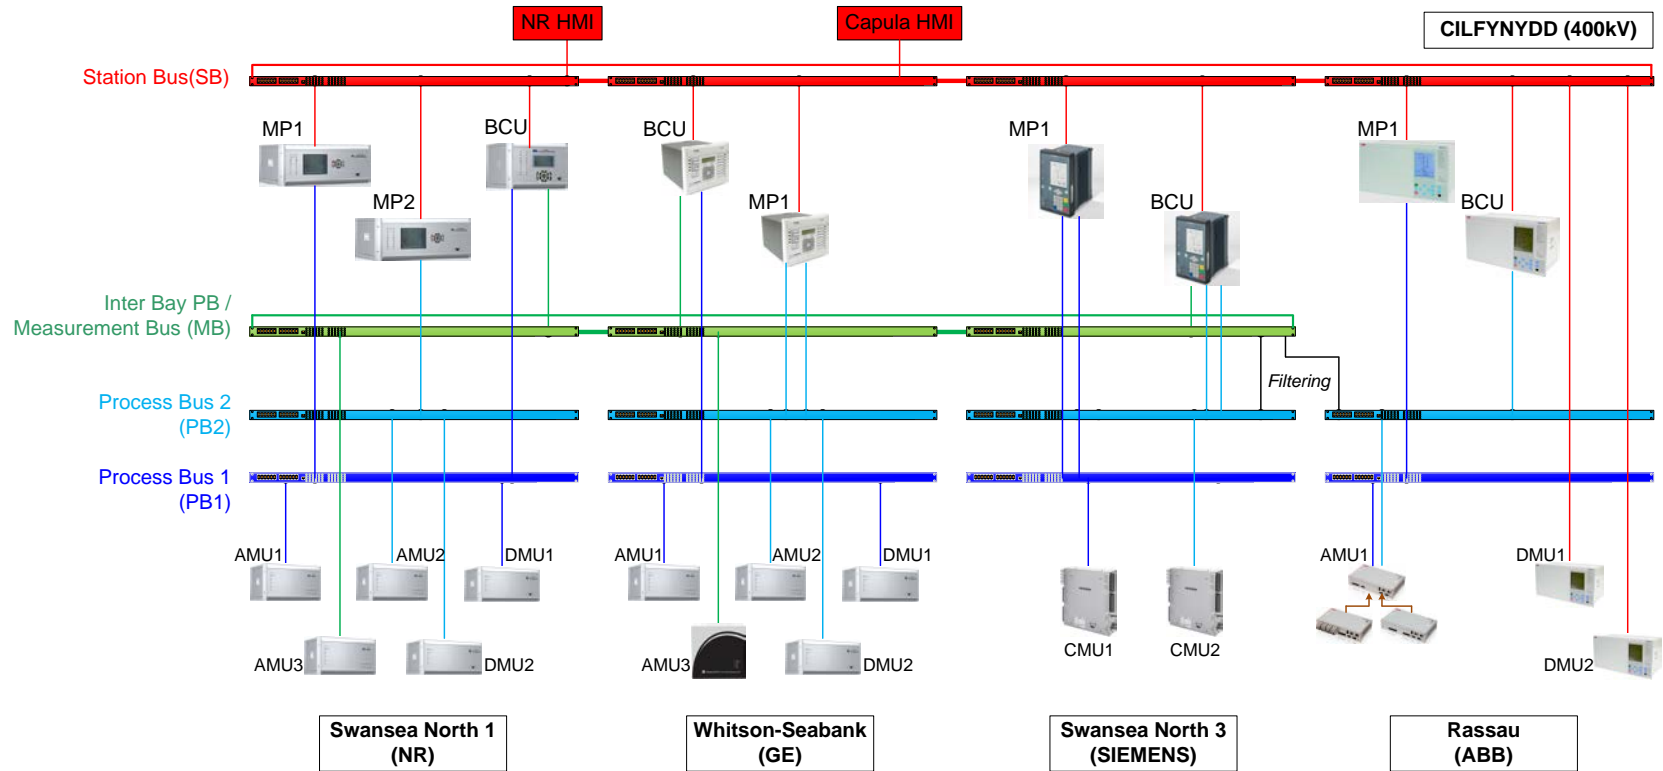 NR HMI
Capula HMI
CILFYNYDD (400kV)
Station Bus(SB)
MP1
BCU
BCU
MP1
MP1
MP2
MP1
BCU
BCU
Inter Bay PB /
Measurement Bus (MB)
Filtering
Process Bus 2
(PB2)
Process Bus 1
(PB1)
AMU1
AMU2
DMU1
AMU1
AMU2
DMU1
AMU1
DMU1
AMU3
DMU2
AMU3
DMU2
CMU1
CMU2
DMU2
Swansea North 1
(NR)
Whitson-Seabank
(GE)
Swansea North 3
(SIEMENS)
Rassau
(ABB)